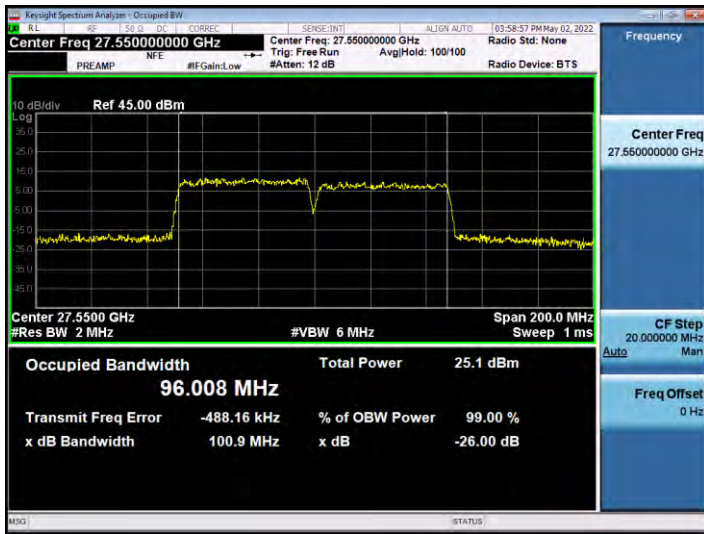 Keysight Spectrum Analyzer - Occupied BW
RL RF 50 Ω DC CORREC SENSE:INT ALIGN AUTO 03:58:57 PM May 02, 2022
Center Freq 27.550000000 GHz
Center Freq: 27.550000000 GHz Radio Std: None
NFE Trig: Free Run Avg|Hold: 100/100
PREAMP #IFGain:Low #Atten: 12 dB Radio Device: BTS
10 dB/div Ref 45.00 dBm
Log
35.0
25.0
15.0
5.00
-5.00
-15.0
-25.0
-35.0
-45.0
Center 27.5500 GHz Span 200.0 MHz
#Res BW 2 MHz #VBW 6 MHz Sweep 1 ms
Occupied Bandwidth Total Power 25.1 dBm
96.008 MHz
Transmit Freq Error -488.16 kHz % of OBW Power 99.00 %
x dB Bandwidth 100.9 MHz x dB -26.00 dB
MSG STATUS
Frequency
Center Freq
27.550000000 GHz
CF Step
20.000000 MHz
Auto Man
Freq Offset
0 Hz